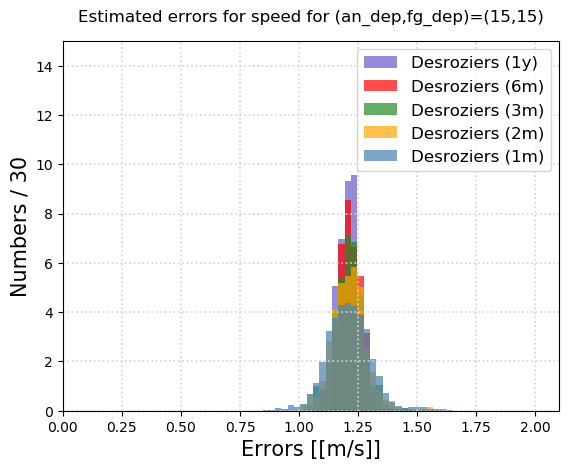 Estimated errors for speed for (an_dep,fg_dep)=(15,15)
Desroziers (1y)
Desroziers (6m)
Desroziers (3m)
Desroziers (2m)
Desroziers (1m)
Numbers / 30
14
12
10
8
6
4
2
0
0.00 0.25 0.50 0.75 1.00 1.25 1.50 1.75 2.00
Errors [[m/s]]